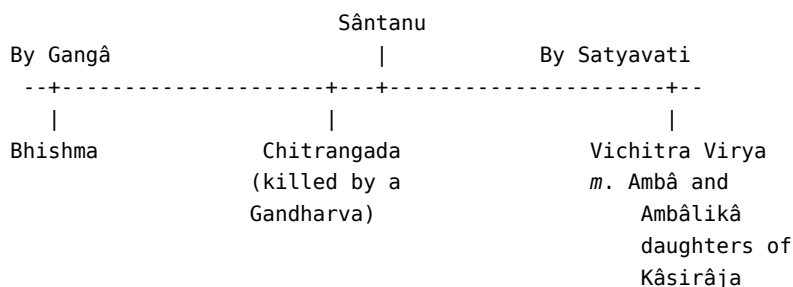 Sântanu
By Gangâ | By Satyavati
--+---------------------+---+----------------------+--
| | |
Bhishma Chitrangada Vichitra Virya
(killed by a m. Ambâ and
Gandharva) Ambâlikâ
daughters of
Kâsirâja